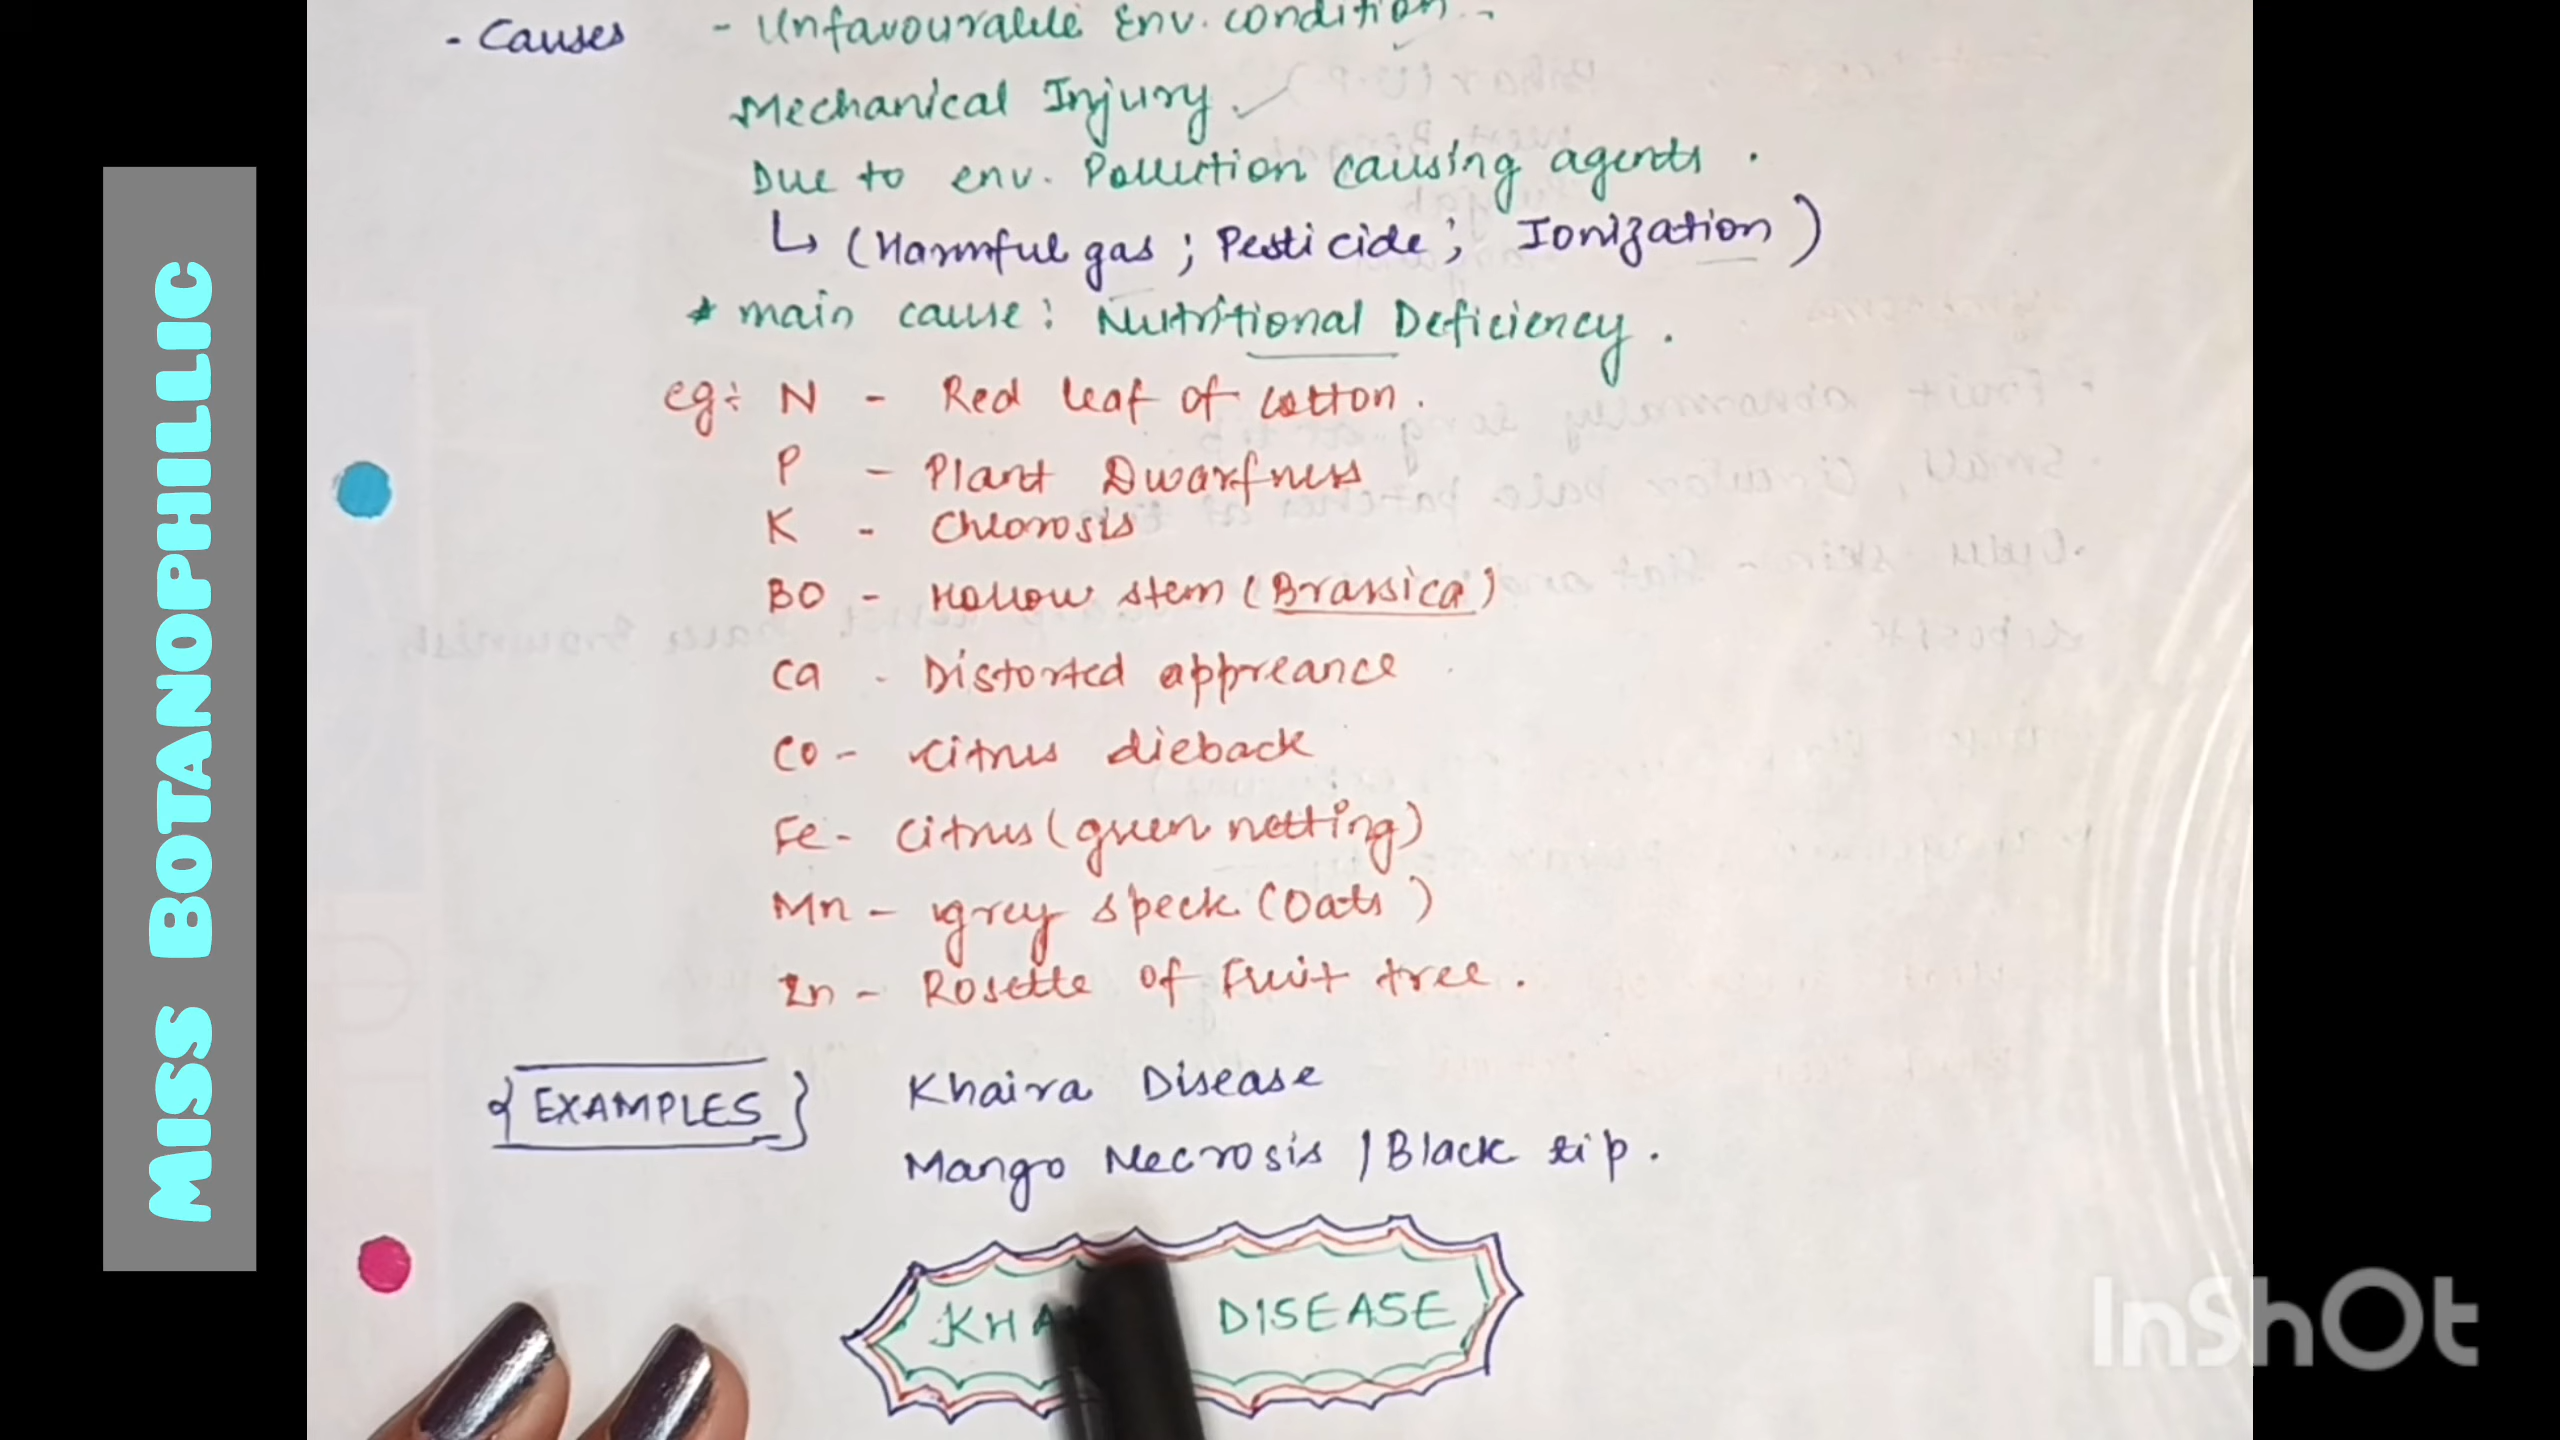 MISS BOTANOPHILLIC
- Causes - Unfavourable Env. condition -
Mechanical Injury ✓
Due to env. Pollution causing agents.
↳ (Harmful gas ; Pesticide ; Ionization)
* main cause : Nutritional Deficiency.
eg: N - Red leaf of cotton.
P - Plant Dwarfness
K - Chlorosis
BO - Hollow stem (Brassica)
Ca - Distorted appreance
Co - citrus dieback
Fe - citrus (green netting)
Mn - grey speck (Oats)
Zn - Rosette of Fruit tree.
{EXAMPLES} Khaira Disease
Mango Necrosis / Black tip.
DISEASE
InShOt